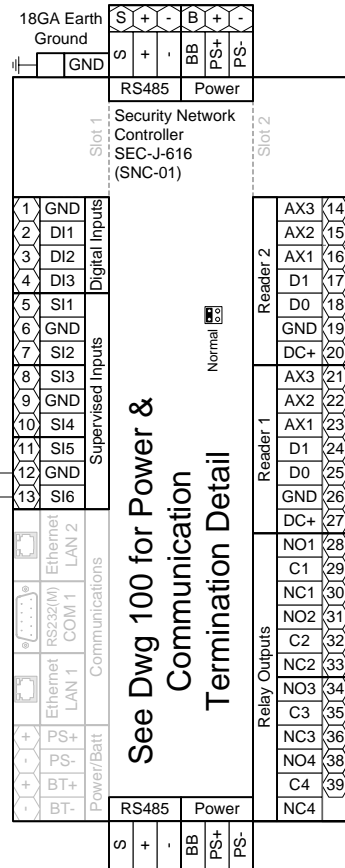 18GA Earth
Ground
GND
S + - B + -
S + - BB PS+ PS-
RS485 Power
Slot 1
Security Network
Controller
SEC-J-616
(SNC-01)
Slot 2
1 GND
2 DI1
3 DI2
4 DI3
Digital Inputs
5 SI1
6 GND
7 SI2
8 SI3
9 GND
10 SI4
11 SI5
12 GND
13 SI6
Supervised Inputs
Ethernet
LAN 2
RS232(M)
COM 1
Ethernet
LAN 1
Communications
+ PS+
- PS-
+ BT+
- BT-
Power/Batt
Normal
See Dwg 100 for Power &
Communication
Termination Detail
Reader 2
AX3 14
AX2 15
AX1 16
D1 17
D0 18
GND 19
DC+ 20
Reader 1
AX3 21
AX2 22
AX1 23
D1 24
D0 25
GND 26
DC+ 27
Relay Outputs
NO1 28
C1 29
NC1 30
NO2 31
C2 32
NC2 33
NO3 34
C3 35
NC3 36
NO4 38
C4 39
NC4
RS485 Power
S + - BB PS+ PS-